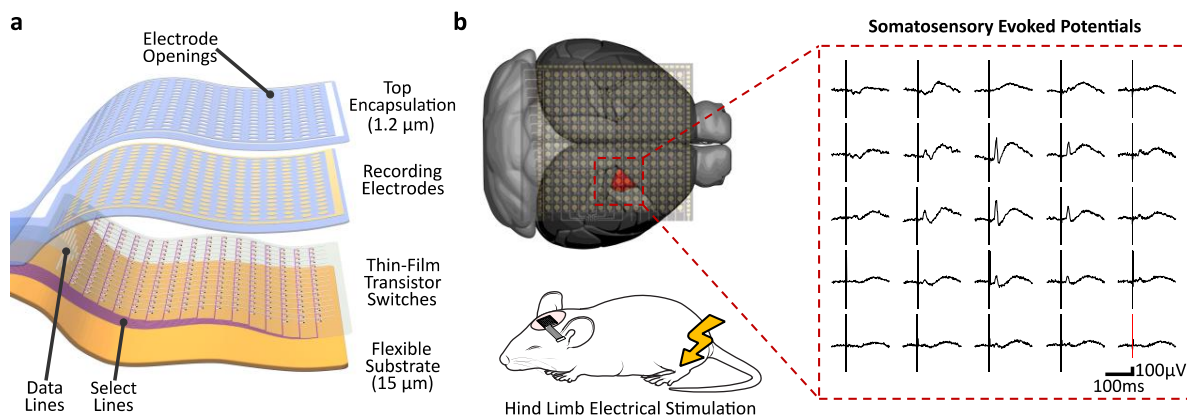 a
Electrode
Openings
Top
Encapsulation
(1.2 μm)
Recording
Electrodes
Thin-Film
Transistor
Switches
Flexible
Substrate
(15 μm)
Data
Lines
Select
Lines
b
Hind Limb Electrical Stimulation
Somatosensory Evoked Potentials
100μV
100ms